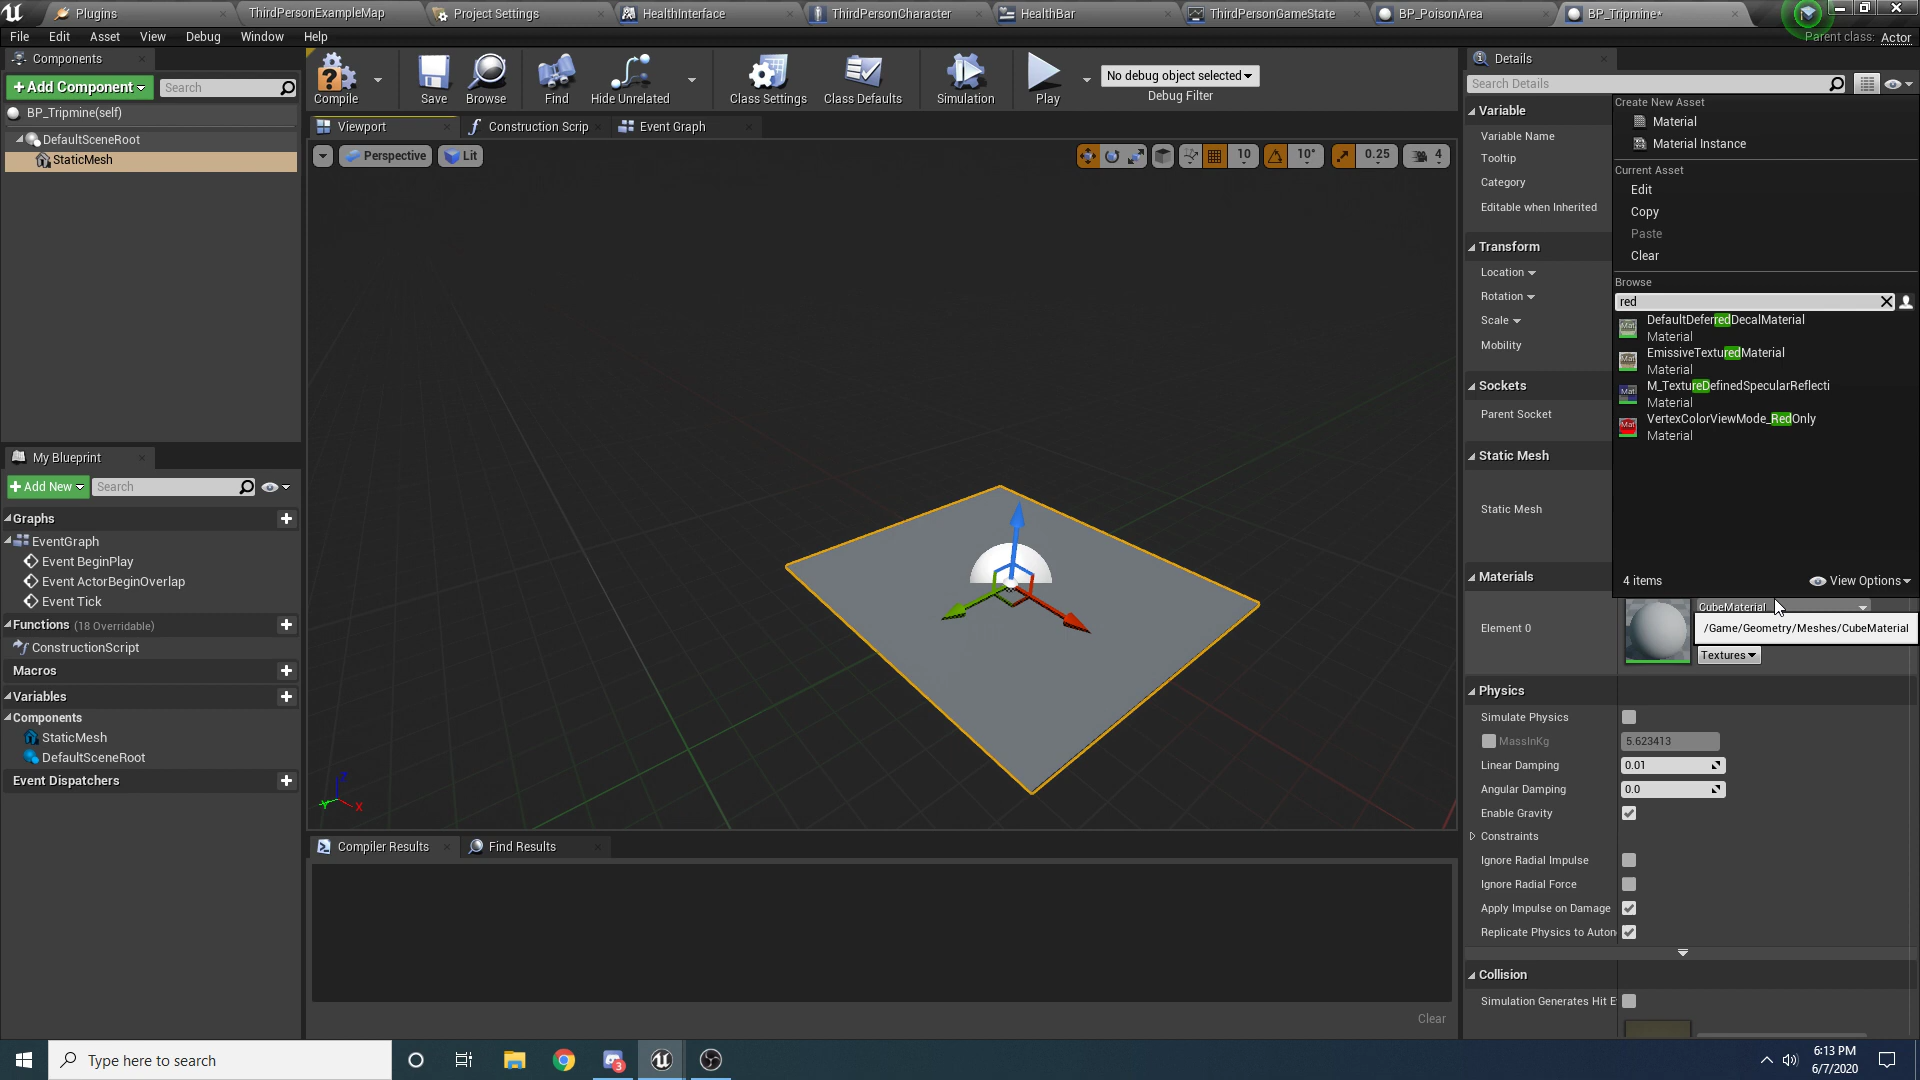 Plugins
ThirdPersonExampleMap
Project Settings
HealthInterface
ThirdPersonCharacter
HealthBar
ThirdPersonGameState
BP_PoisonArea
BP_Tripmine*
File Edit Asset View Debug Window Help
Parent class: Actor
Components
+Add Component
Search
BP_Tripmine(self)
DefaultSceneRoot
StaticMesh
Compile
Save
Browse
Find
Hide Unrelated
Class Settings
Class Defaults
Simulation
Play
No debug object selected
Debug Filter
Viewport
Construction Scrip
Event Graph
Perspective
Lit
10
10°
0.25
4
My Blueprint
+Add New
Search
Graphs
EventGraph
Event BeginPlay
Event ActorBeginOverlap
Event Tick
Functions (18 Overridable)
ConstructionScript
Macros
Variables
Components
StaticMesh
DefaultSceneRoot
Event Dispatchers
Z
Y
X
Compiler Results
Find Results
Clear
Details
Search Details
Variable
Variable Name
Tooltip
Category
Editable when Inherited
Transform
Location
Rotation
Scale
Mobility
Sockets
Parent Socket
Static Mesh
Static Mesh
Materials
Element 0
Create New Asset
Material
Material Instance
Current Asset
Edit
Copy
Paste
Clear
Browse
red
DefaultDeferredDecalMaterial
Material
EmissiveTexturedMaterial
Material
M_TextureDefinedSpecularReflecti
Material
VertexColorViewMode_RedOnly
Material
4 items
View Options
CubeMaterial
/Game/Geometry/Meshes/CubeMaterial
Textures
Physics
Simulate Physics
MassInKg 5.623413
Linear Damping 0.01
Angular Damping 0.0
Enable Gravity
Constraints
Ignore Radial Impulse
Ignore Radial Force
Apply Impulse on Damage
Replicate Physics to Auton
Collision
Simulation Generates Hit E
Type here to search
3
6:13 PM
6/7/2020